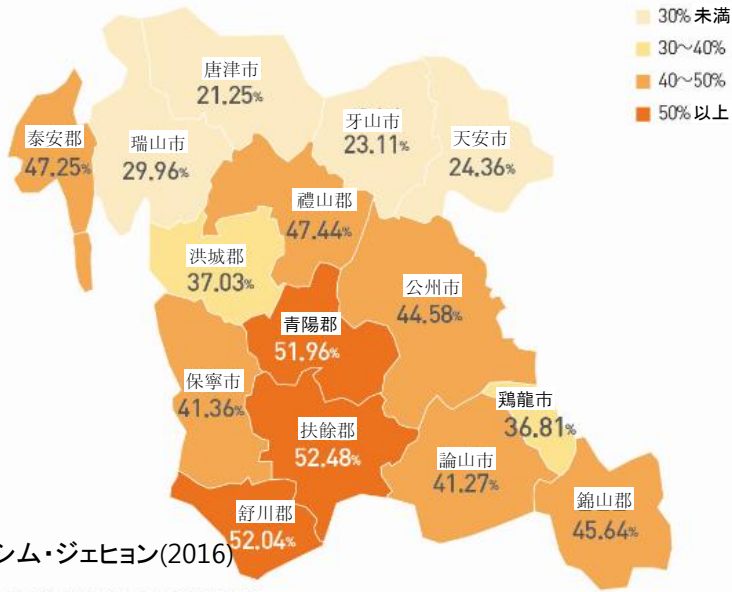 30% 未満
30～40%
40～50%
50% 以上
唐津市
21.25%
牙山市
23.11%
天安市
24.36%
泰安郡
47.25%
瑞山市
29.96%
禮山郡
47.44%
洪城郡
37.03%
公州市
44.58%
青陽郡
51.96%
保寧市
41.36%
鶏龍市
36.81%
扶餘郡
52.48%
論山市
41.27%
錦山郡
45.64%
舒川郡
52.04%
シム・ジェヒョン(2016)